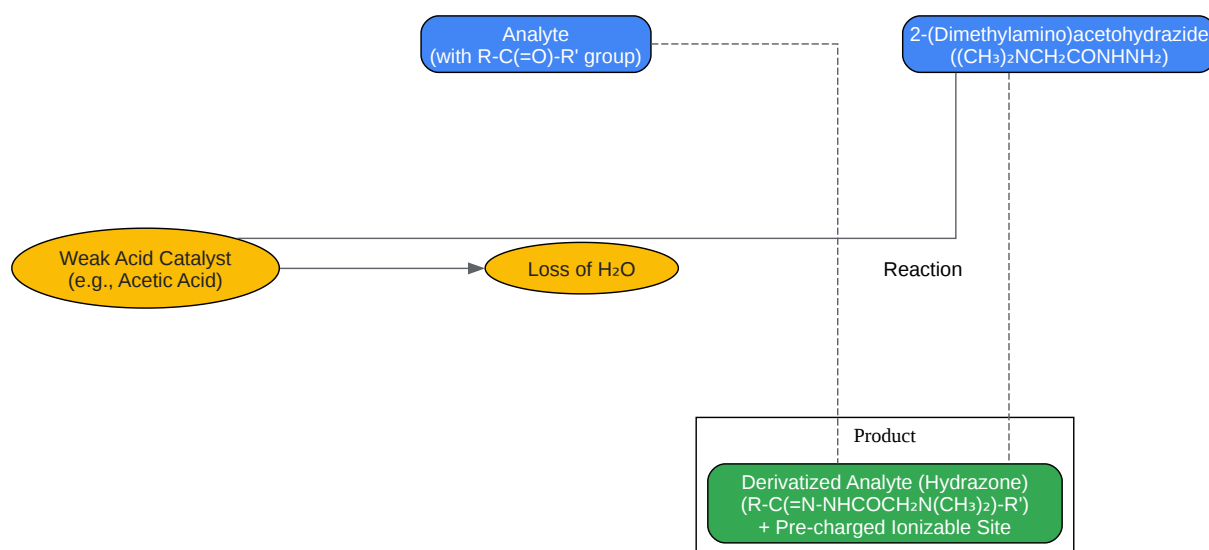 Analyte
(with R-C(=O)-R' group)
2-(Dimethylamino)acetohydrazide
((CH₃)₂NCH₂CONHNH₂)
Weak Acid Catalyst
(e.g., Acetic Acid)
Loss of H₂O
Reaction
Product
Derivatized Analyte (Hydrazone)
(R-C(=N-NHCOCH₂N(CH₃)₂)-R')
+ Pre-charged Ionizable Site